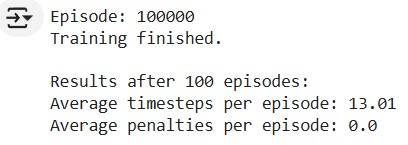 Episode: 100000
Training finished.
Results after 100 episodes:
Average timesteps per episode: 13.01
Average penalties per episode: 0.0